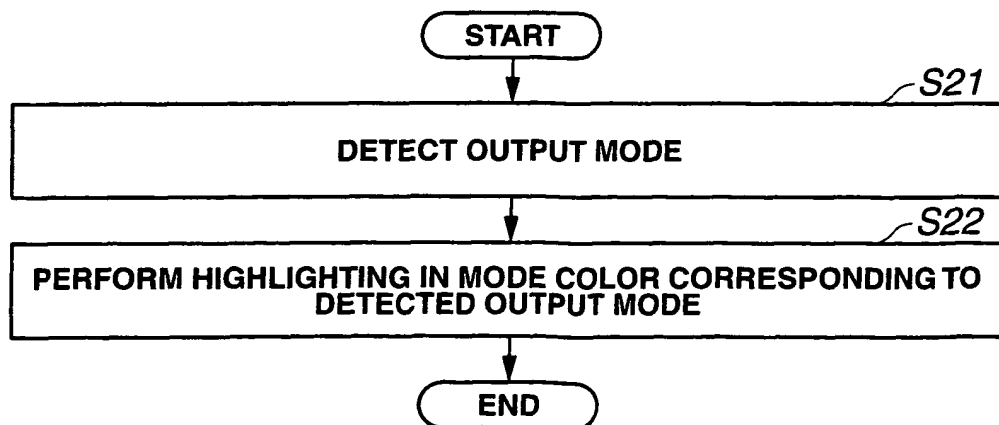 START
S21
DETECT OUTPUT MODE
S22
PERFORM HIGHLIGHTING IN MODE COLOR CORRESPONDING TO
DETECTED OUTPUT MODE
END